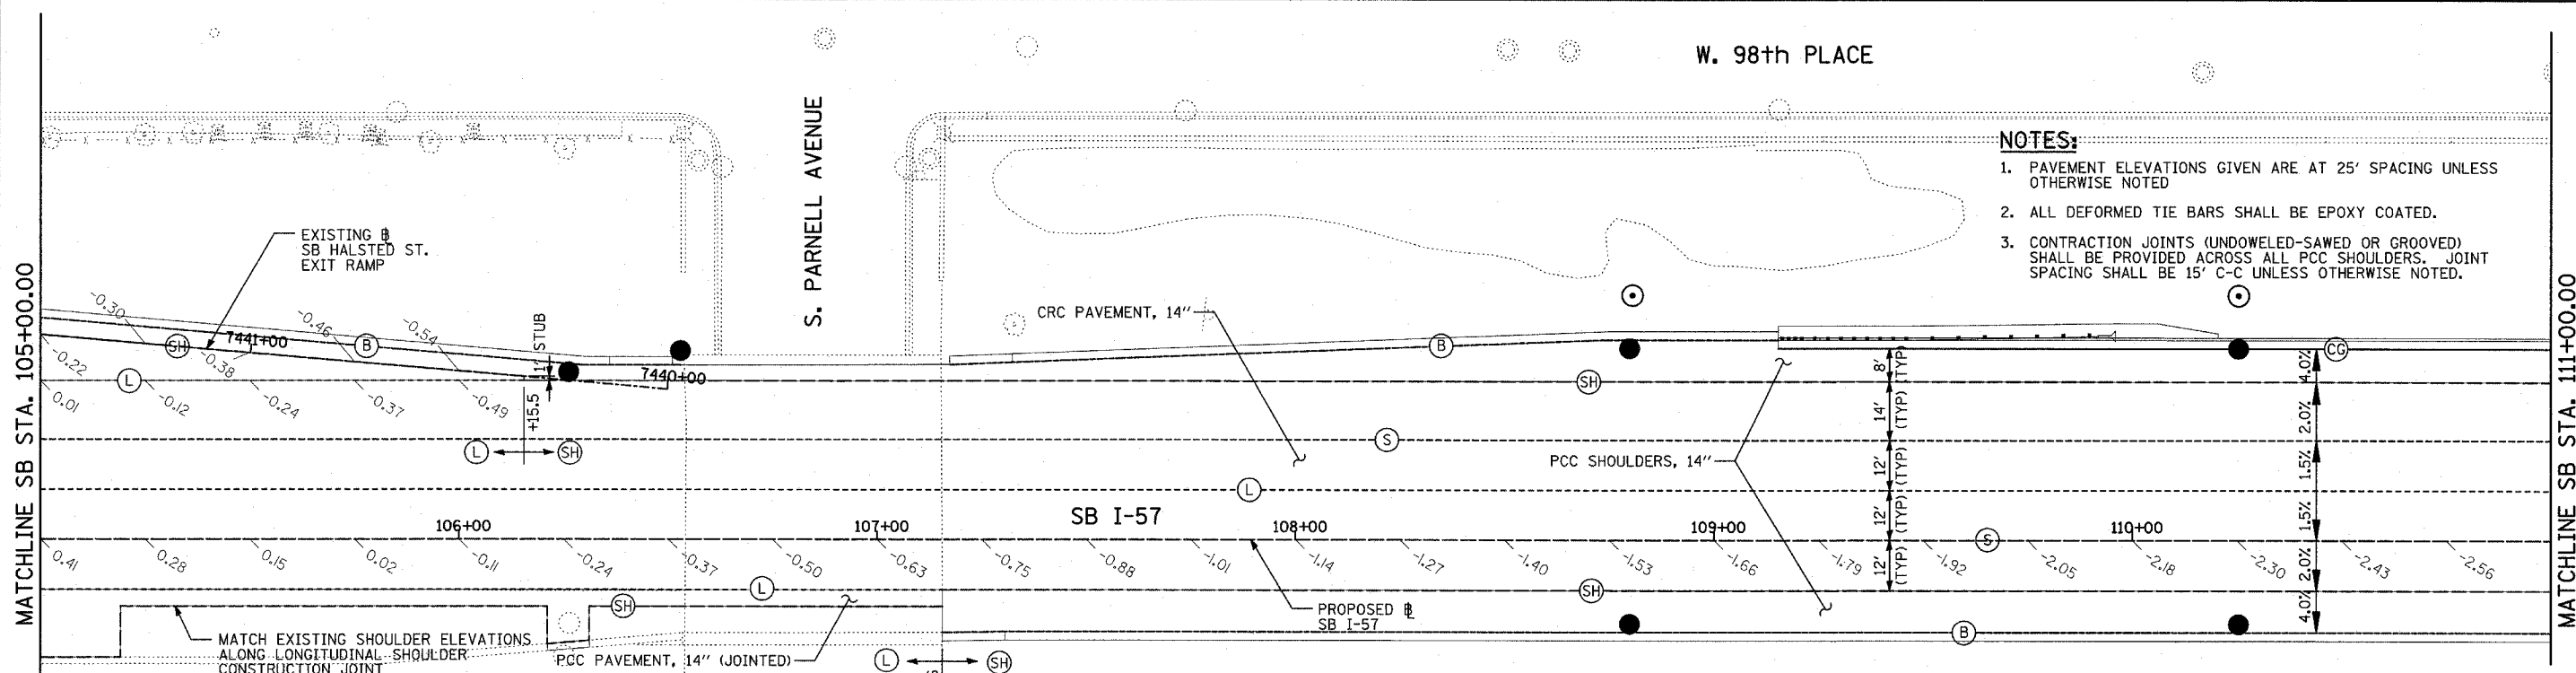 W. 98th PLACE
S. PARNELL AVENUE
NOTES:
1. PAVEMENT ELEVATIONS GIVEN ARE AT 25' SPACING UNLESS
OTHERWISE NOTED
2. ALL DEFORMED TIE BARS SHALL BE EPOXY COATED.
3. CONTRACTION JOINTS (UNDOWELED-SAWED OR GROOVED)
SHALL BE PROVIDED ACROSS ALL PCC SHOULDERS. JOINT
SPACING SHALL BE 15' C-C UNLESS OTHERWISE NOTED.
MATCHLINE SB STA. 105+00.00
EXISTING ⅊
SB HALSTED ST.
EXIT RAMP
-0.30
7441+00
-0.46
-0.54
SH
B
-0.22
-0.38
1' STUB
7440+00
L
0.01
-0.12
-0.24
-0.37
-0.49
+15.5
L
SH
CRC PAVEMENT, 14"
B
SH
S
L
PCC SHOULDERS, 14"
CG
8' (TYP)
14' (TYP)
12' (TYP)
12' (TYP)
12' (TYP)
4.0%
2.0%
1.5%
1.5%
2.0%
4.0%
106+00
107+00
SB I-57
108+00
109+00
110+00
S
0.41
0.28
0.15
0.02
-0.11
-0.24
-0.37
-0.50
-0.63
-0.75
-0.88
-1.01
-1.14
-1.27
-1.40
-1.53
-1.66
-1.79
-1.92
-2.05
-2.18
-2.30
-2.43
-2.56
L
SH
SH
PROPOSED ⅊
SB I-57
B
MATCH EXISTING SHOULDER ELEVATIONS
ALONG LONGITUDINAL SHOULDER
CONSTRUCTION JOINT
PCC PAVEMENT, 14" (JOINTED)
L
SH
MATCHLINE SB STA. 111+00.00